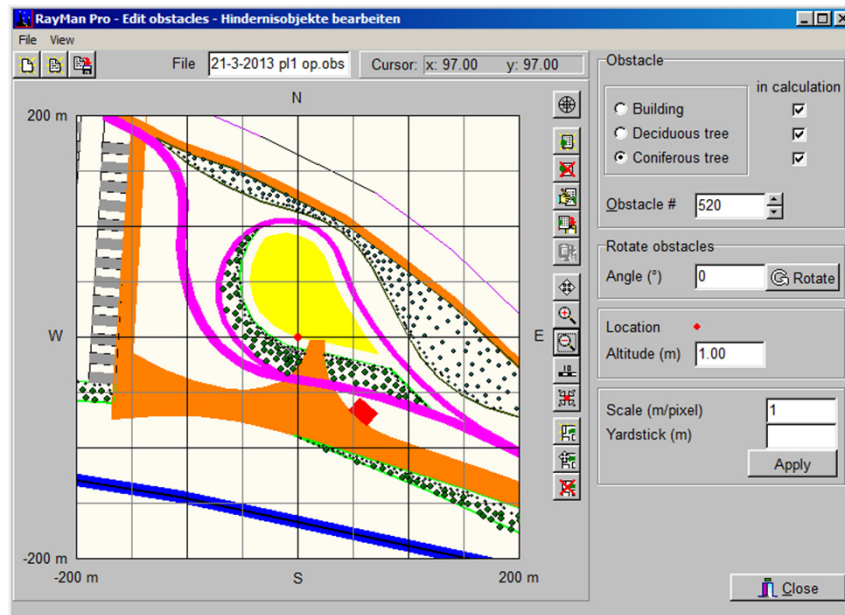 RayMan Pro - Edit obstacles - Hindernisobjekte bearbeiten
File View
File 21-3-2013 pl1 op.obs Cursor: x: 97.00 y: 97.00
Obstacle
in calculation
Building
Deciduous tree
Coniferous tree
Obstacle # 520
Rotate obstacles
Angle (°) 0 Rotate
Location
Altitude (m) 1.00
Scale (m/pixel) 1
Yardstick (m)
Apply
Close
N
200 m
W
E
-200 m
-200 m S 200 m